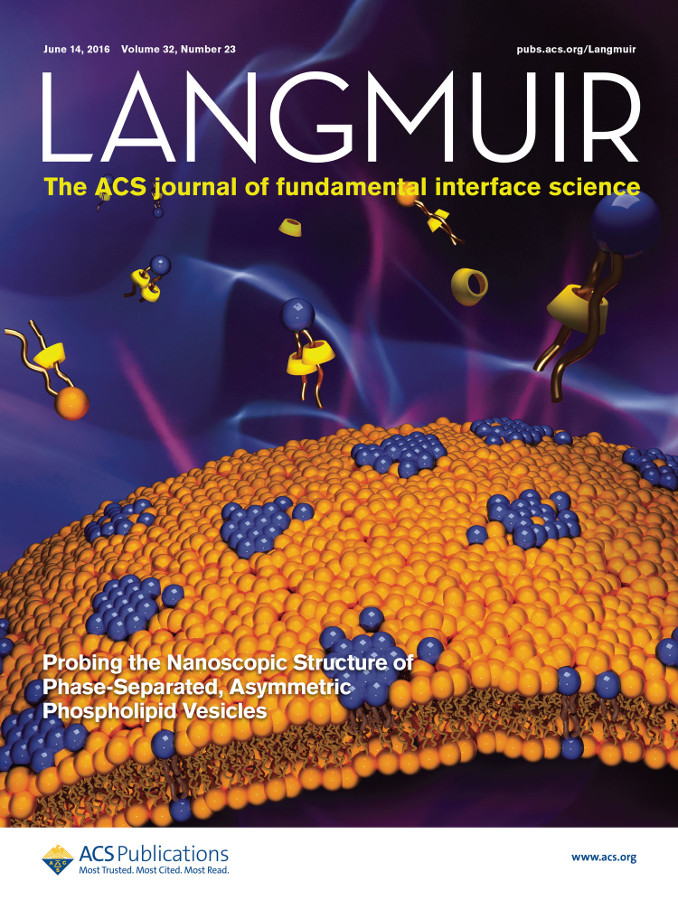 June 14, 2016 Volume 32, Number 23 pubs.acs.org/Langmuir
LANGMUIR
The ACS journal of fundamental interface science
Probing the Nanoscopic Structure of
Phase-Separated, Asymmetric
Phospholipid Vesicles
ACS
ACS Publications
Most Trusted. Most Cited. Most Read.
www.acs.org